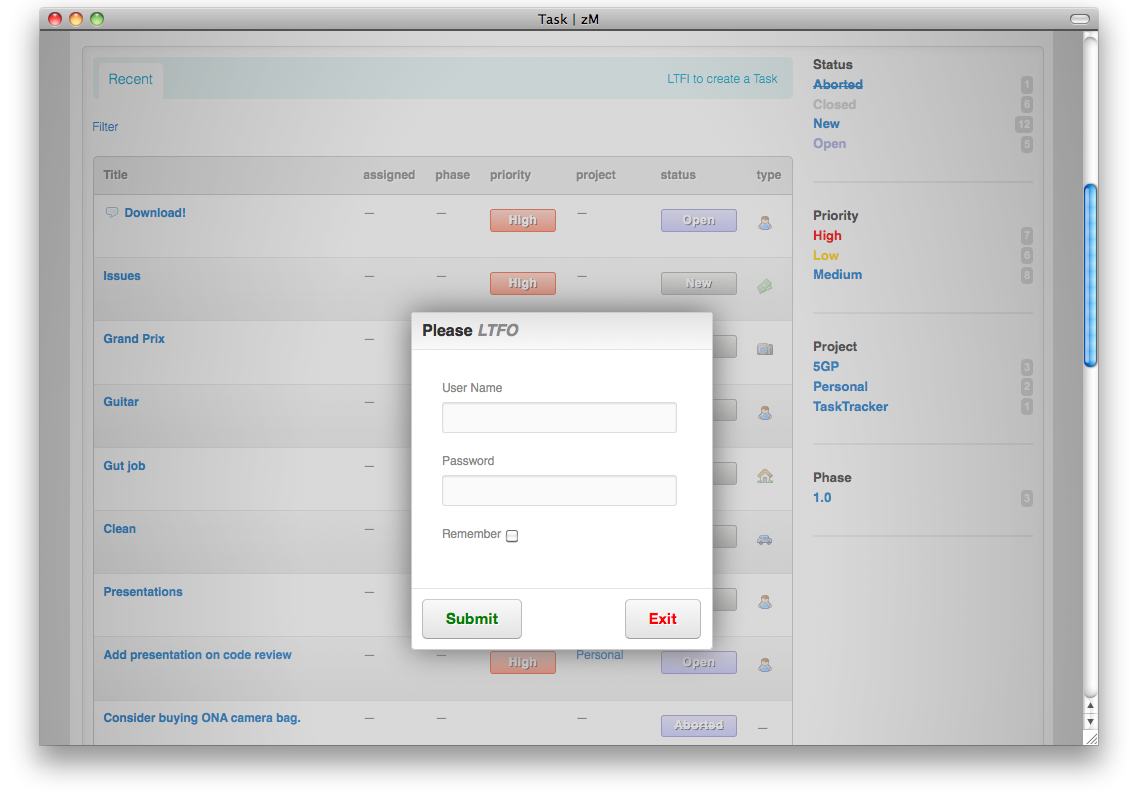 Task | zM
Recent
LTFI to create a Task
Filter
Title assigned phase priority project status type
Download! — — High — Open
Issues — — High — New
Grand Prix —
Guitar —
Gut job —
Clean —
Presentations —
Add presentation on code review — — High Personal Open
Consider buying ONA camera bag. — — — Aborted —
Please LTFO
User Name
Password
Remember
Submit Exit
Status
Aborted 1
Closed 6
New 12
Open 5
Priority
High 7
Low 6
Medium 8
Project
5GP 3
Personal 2
TaskTracker 1
Phase
1.0 3